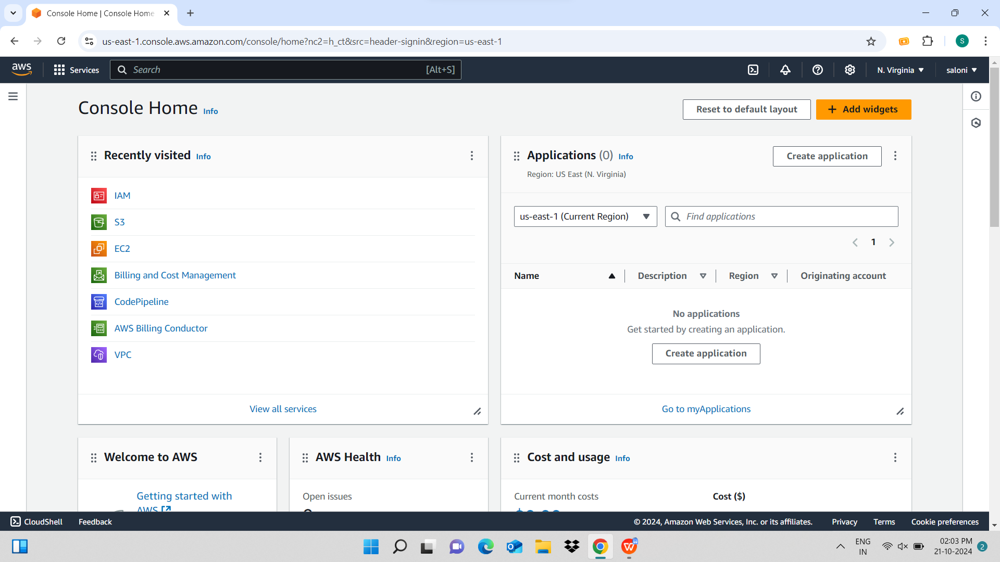 Console Home | Console Home
us-east-1.console.aws.amazon.com/console/home?nc2=h_ct&src=header-signin&region=us-east-1
S
aws
Services
Search
[Alt+S]
N. Virginia
saloni
Console Home Info
Reset to default layout
+ Add widgets
Recently visited Info
IAM
S3
EC2
Billing and Cost Management
CodePipeline
AWS Billing Conductor
VPC
View all services
Applications (0) Info
Region: US East (N. Virginia)
Create application
us-east-1 (Current Region)
Find applications
1
Name
Description
Region
Originating account
No applications
Get started by creating an application.
Create application
Go to myApplications
Welcome to AWS
Getting started with
AWS
AWS Health Info
Open issues
Cost and usage Info
Current month costs
Cost ($)
CloudShell
Feedback
© 2024, Amazon Web Services, Inc. or its affiliates.
Privacy
Terms
Cookie preferences
ENG
IN
02:03 PM
21-10-2024
2